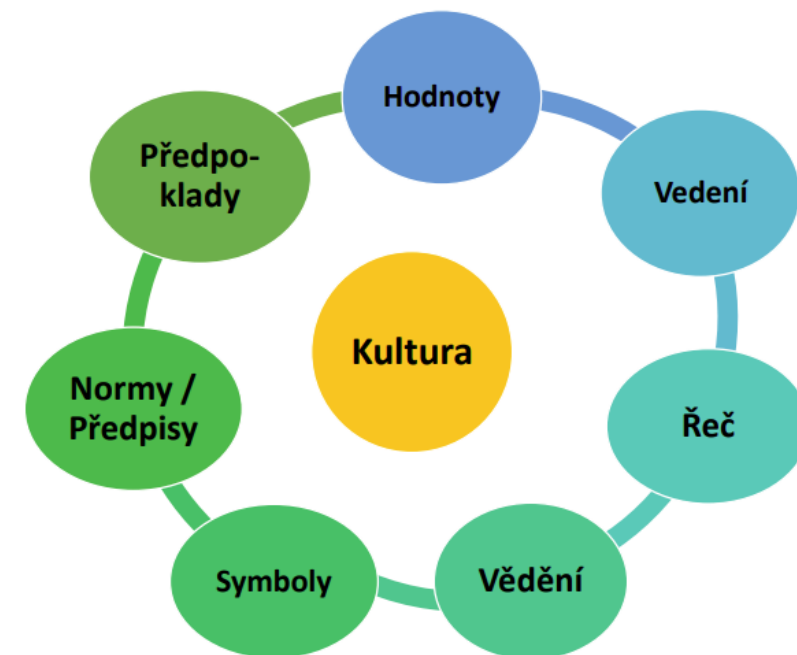 Hodnoty
Vedení
Řeč
Vědění
Symboly
Normy /
Předpisy
Předpo-
klady
Kultura